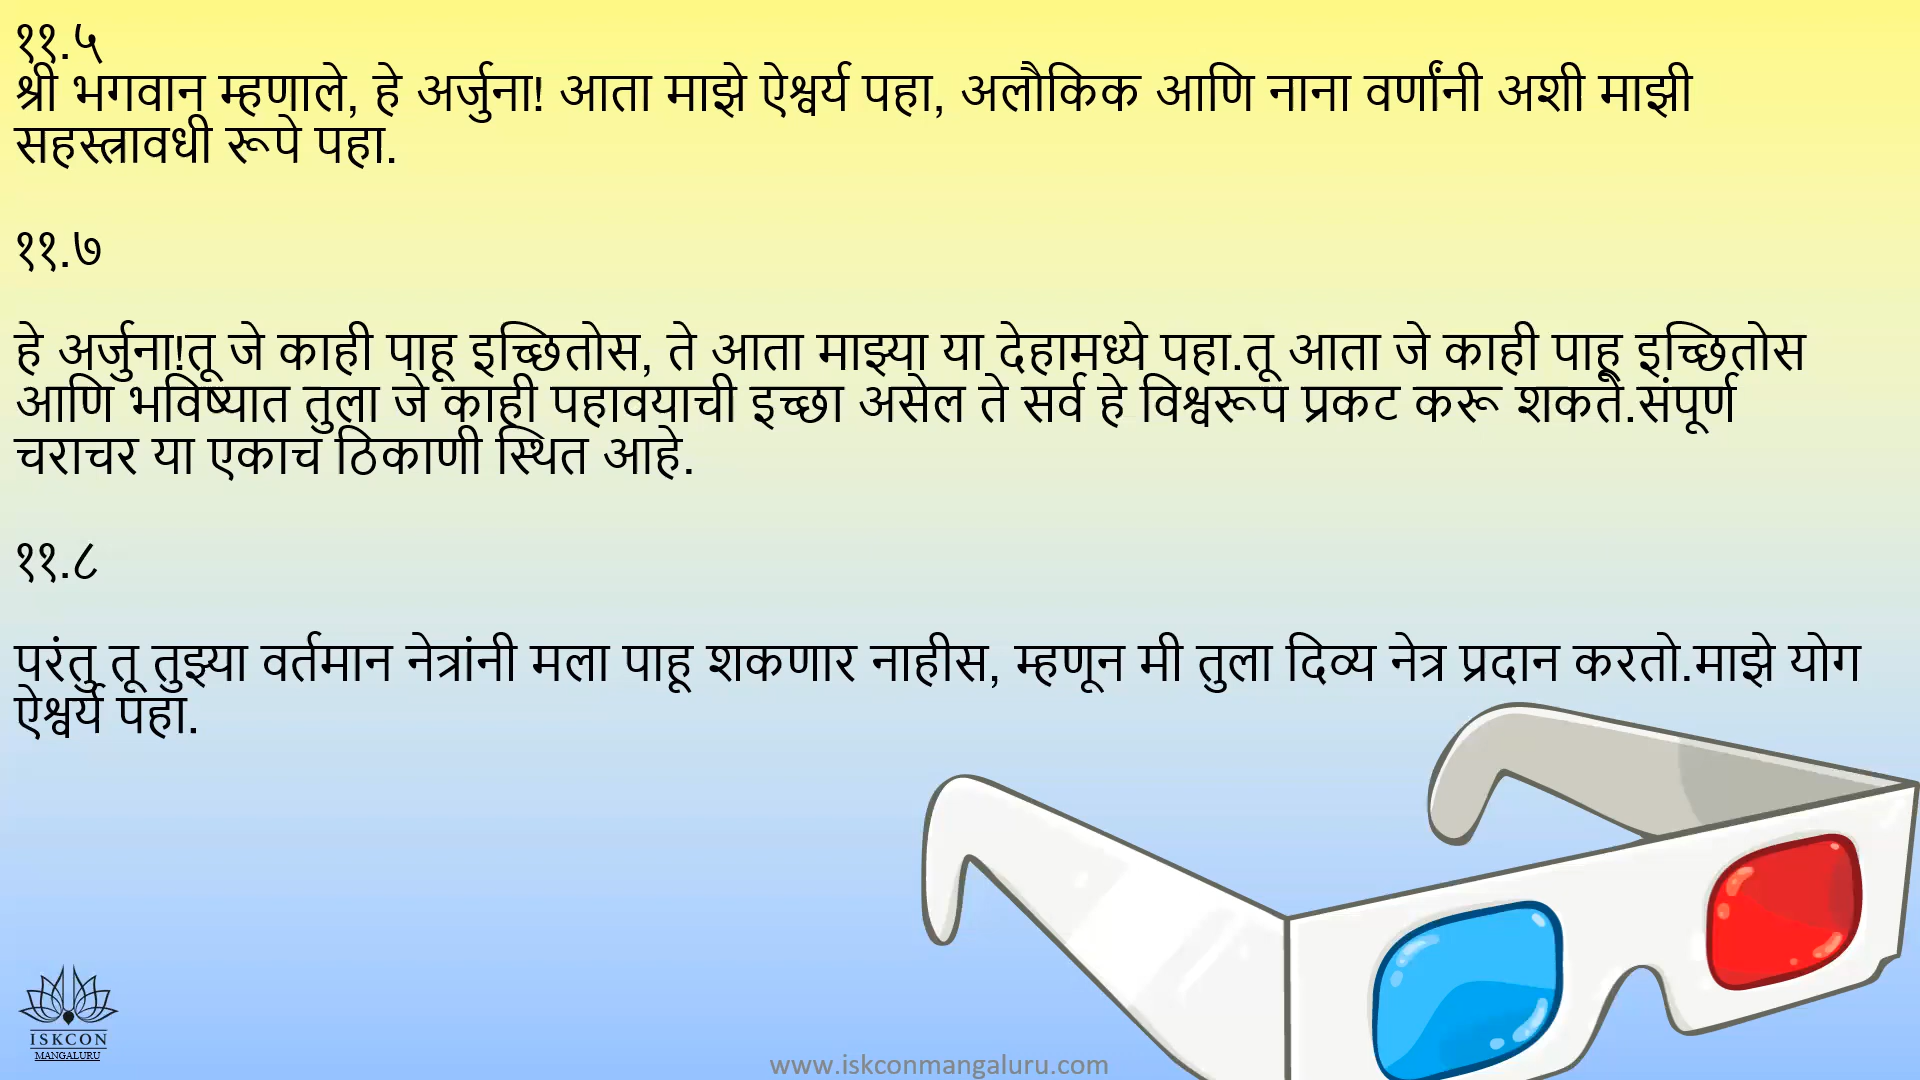 ११.५
श्री भगवान म्हणाले, हे अर्जुना! आता माझे ऐश्वर्य पहा, अलौकिक आणि नाना वर्णांनी अशी माझी
सहस्त्रावधी रूपे पहा.
११.७
हे अर्जुना!तू जे काही पाहू इच्छितोस, ते आता माझ्या या देहामध्ये पहा.तू आता जे काही पाहू इच्छितोस
आणि भविष्यात तुला जे काही पहावयाची इच्छा असेल ते सर्व हे विश्वरूप प्रकट करू शकते.संपूर्ण
चराचर या एकाच ठिकाणी स्थित आहे.
११.८
परंतु तू तुझ्या वर्तमान नेत्रांनी मला पाहू शकणार नाहीस, म्हणून मी तुला दिव्य नेत्र प्रदान करतो.माझे योग
ऐश्वर्य पहा.
ISKCON
MANGALURU
www.iskconmangaluru.com